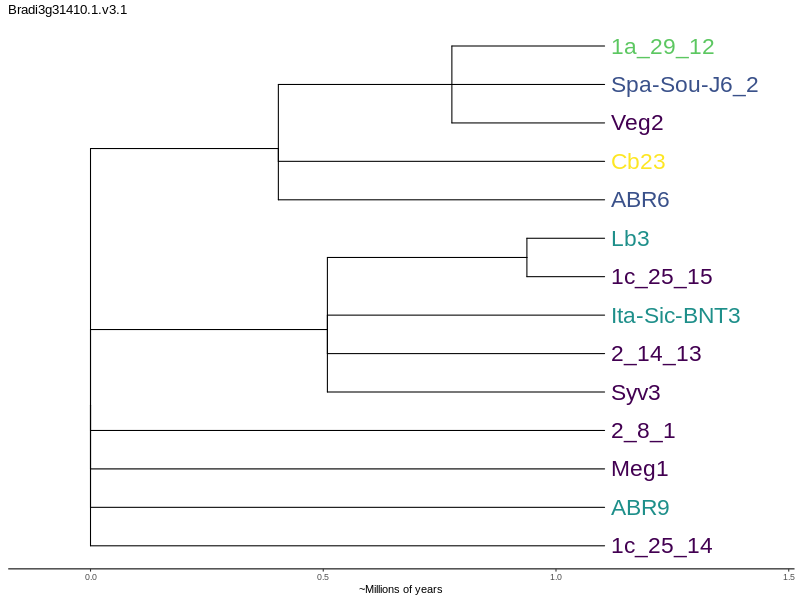 Bradi3g31410.1.v3.1
1a_29_12
Spa-Sou-J6_2
Veg2
Cb23
ABR6
Lb3
1c_25_15
Ita-Sic-BNT3
2_14_13
Syv3
2_8_1
Meg1
ABR9
1c_25_14
0.0 0.5 1.0 1.5
~Millions of years